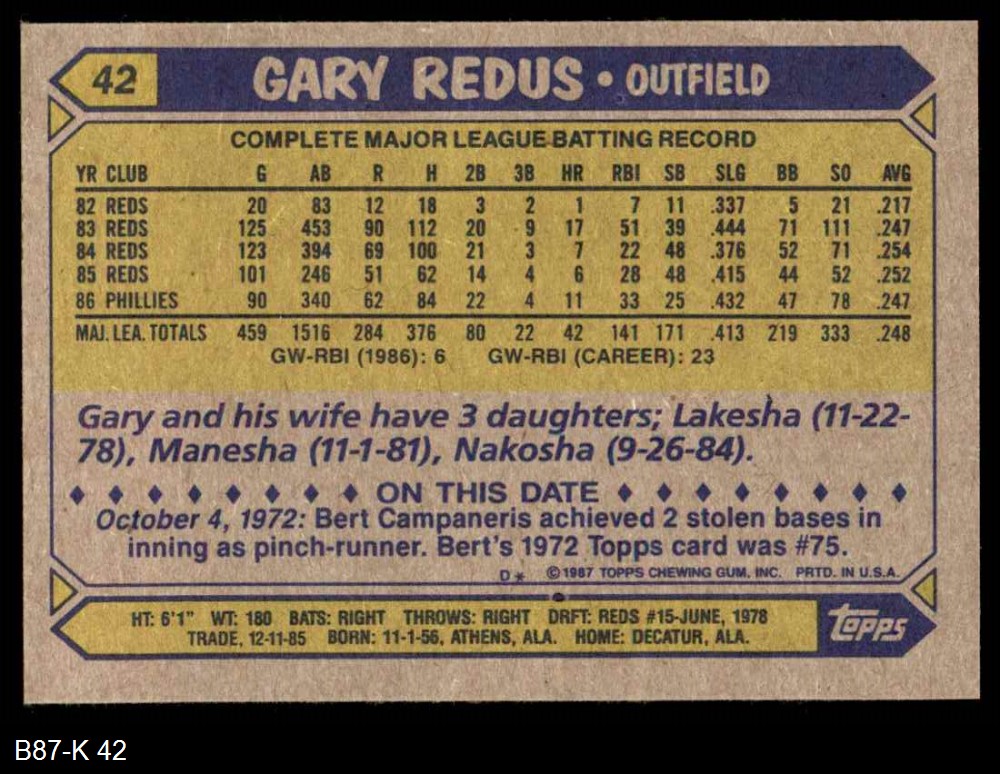 42 GARY REDUS • OUTFIELD
COMPLETE MAJOR LEAGUE BATTING RECORD
YR CLUB G AB R H 2B 3B HR RBI SB SLG BB SO AVG
82 REDS 20 83 12 18 3 2 1 7 11 .337 5 21 .217
83 REDS 125 453 90 112 20 9 17 51 39 .444 71 111 .247
84 REDS 123 394 69 100 21 3 7 22 48 .376 52 71 .254
85 REDS 101 246 51 62 14 4 6 28 48 .415 44 52 .252
86 PHILLIES 90 340 62 84 22 4 11 33 25 .432 47 78 .247
MAJ. LEA. TOTALS 459 1516 284 376 80 22 42 141 171 .413 219 333 .248
GW-RBI (1986): 6 GW-RBI (CAREER): 23
Gary and his wife have 3 daughters; Lakesha (11-22-
78), Manesha (11-1-81), Nakosha (9-26-84).
♦ ♦ ♦ ♦ ♦ ♦ ♦ ♦ ON THIS DATE ♦ ♦ ♦ ♦ ♦ ♦ ♦ ♦
October 4, 1972: Bert Campaneris achieved 2 stolen bases in
inning as pinch-runner. Bert's 1972 Topps card was #75.
D* ©1987 TOPPS CHEWING GUM, INC. PRTD. IN U.S.A.
HT: 6'1" WT: 180 BATS: RIGHT THROWS: RIGHT DRFT: REDS #15-JUNE, 1978
TRADE, 12-11-85 BORN: 11-1-56, ATHENS, ALA. HOME: DECATUR, ALA.
topps
B87-K 42